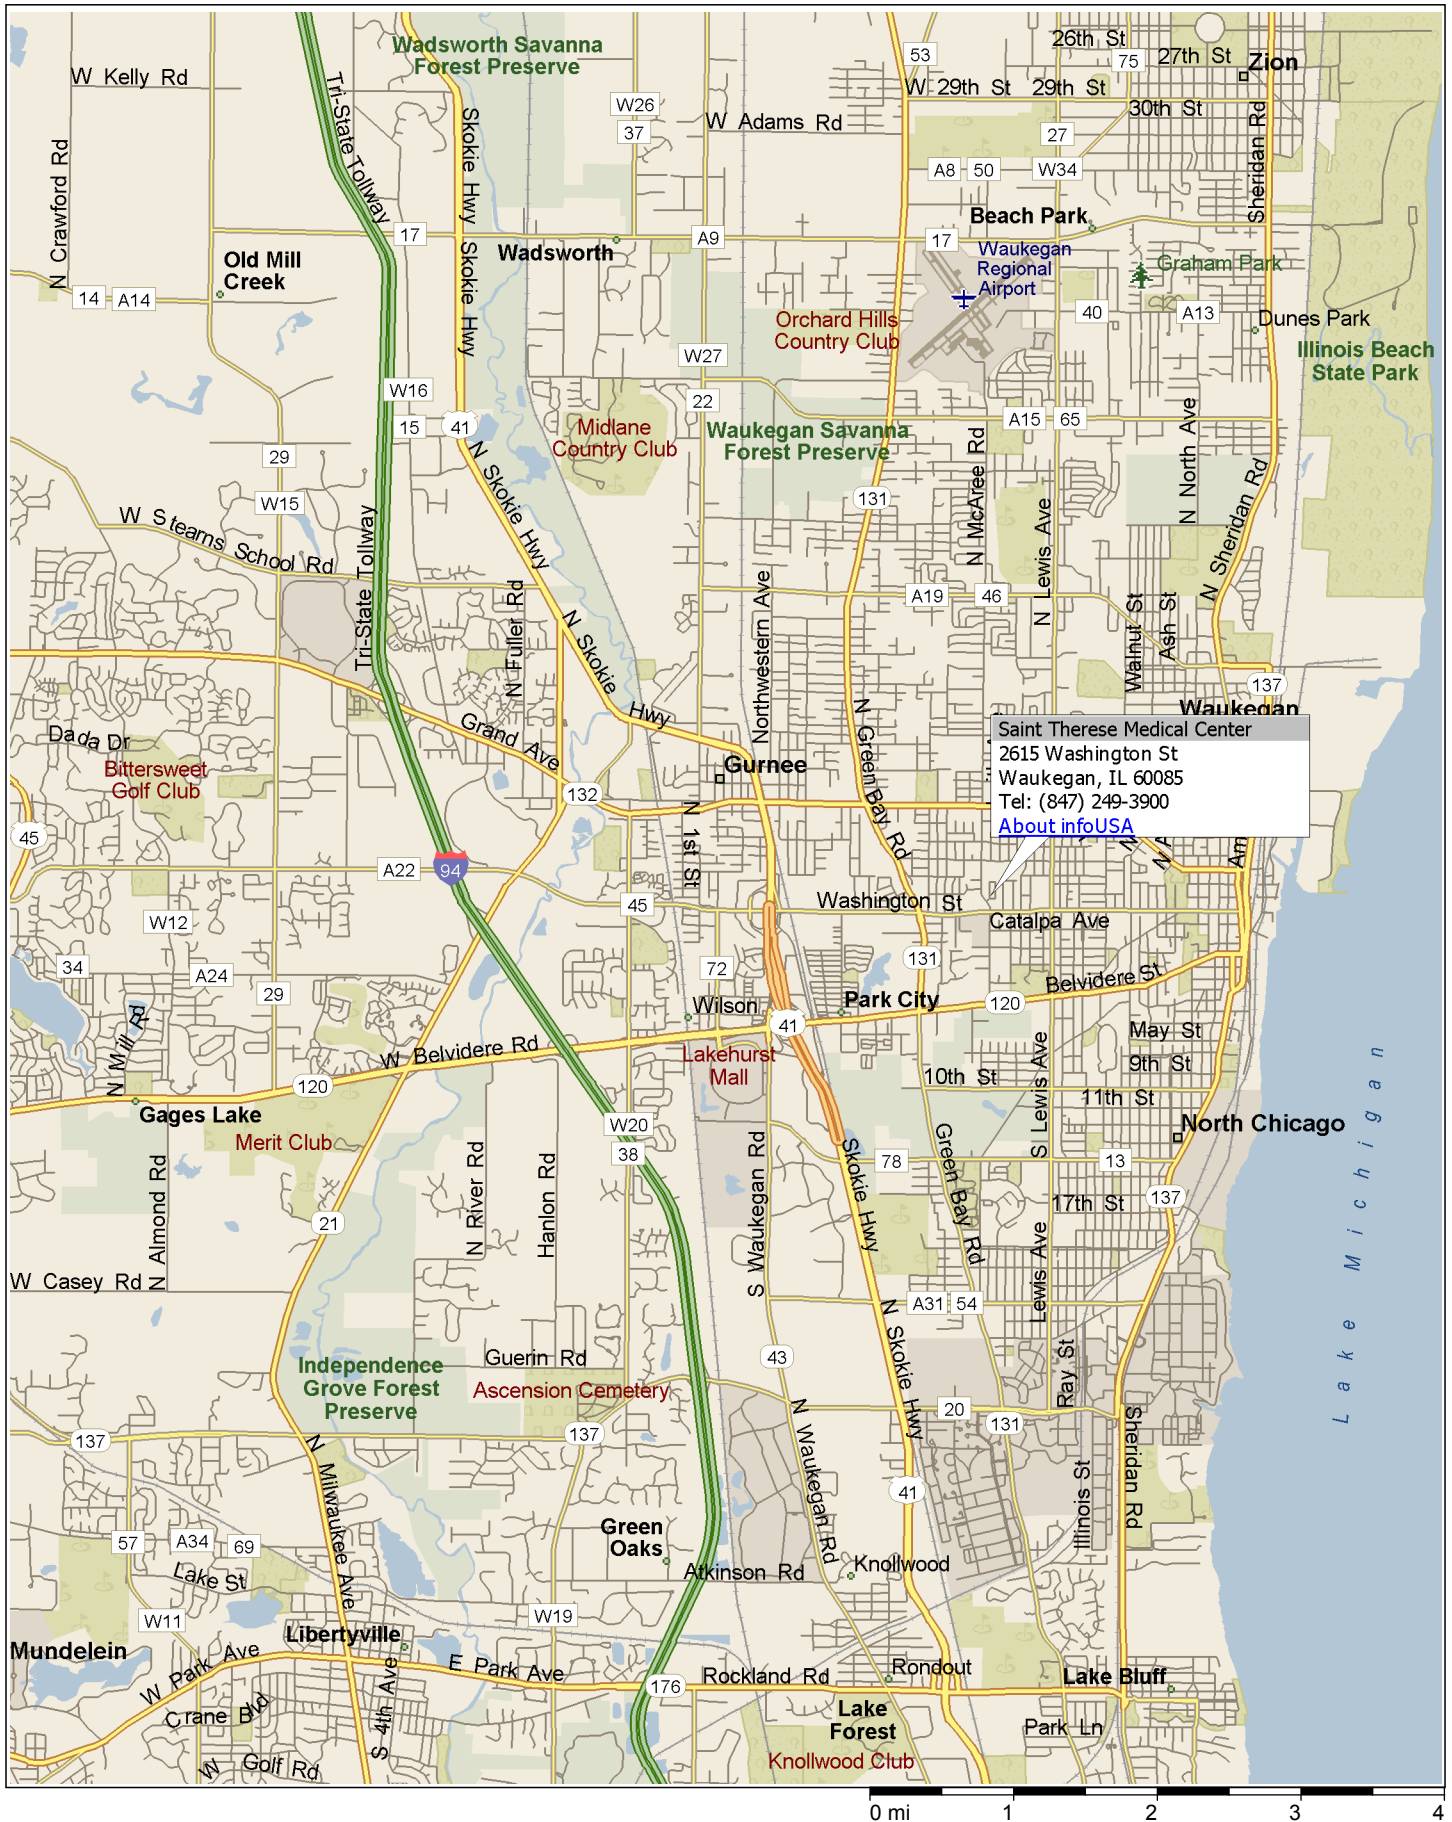 Wadsworth Savanna
Forest Preserve
W Kelly Rd
Tri-State Tollway
Skokie Hwy
W26
37
W Adams Rd
53
26th St
75
27th St
Zion
W 29th St
29th St
30th St
27
A8
50
W34
Sheridan Rd
N Crawford Rd
Beach Park
17
Wadsworth
A9
17
Waukegan
Regional
Airport
Graham Park
Old Mill
Creek
14
A14
Skokie Hwy
Orchard Hills
Country Club
40
A13
Dunes Park
Illinois Beach
State Park
W27
W16
15
41
22
Midlane
Country Club
Waukegan Savanna
Forest Preserve
A15
65
29
W15
N Skokie Hwy
131
N McAree Rd
N North Ave
N Lewis Ave
N Sheridan Rd
W Stearns School Rd
Tri-State Tollway
N Fuller Rd
Northwestern Ave
A19
46
Walnut St
Ash St
N Skokie Hwy
137
Waukegan
Dada Dr
Bittersweet
Golf Club
Grand Ave
N Green Bay Rd
Gurnee
132
Saint Therese Medical Center
2615 Washington St
Waukegan, IL 60085
Tel: (847) 249-3900
About infoUSA
45
N 1st St
Am
A22
94
W12
45
Washington St
Catalpa Ave
34
A24
29
72
131
Belvidere St
Wilson
Park City
120
41
N Mill Rd
W Belvidere Rd
Lakehurst
Mall
May St
9th St
10th St
11th St
S Lewis Ave
120
Gages Lake
Merit Club
W20
38
North Chicago
Lake Michigan
N Almond Rd
N River Rd
Hanlon Rd
S Waukegan Rd
Skokie Hwy
78
Green Bay Rd
13
17th St
137
21
W Casey Rd
A31
54
Lewis Ave
N Skokie Hwy
43
Independence
Grove Forest
Preserve
Guerin Rd
Ascension Cemetery
Ray St
20
131
137
137
N Milwaukee Ave
N Waukegan Rd
41
Illinois St
Sheridan Rd
57
A34
69
Lake St
Green
Oaks
Atkinson Rd
Knollwood
W11
W19
Mundelein
Libertyville
W Park Ave
E Park Ave
176
Rockland Rd
Rondout
Lake Bluff
Crane Blvd
S 4th Ave
Lake
Forest
Park Ln
W Golf Rd
Knollwood Club
0 mi
1
2
3
4